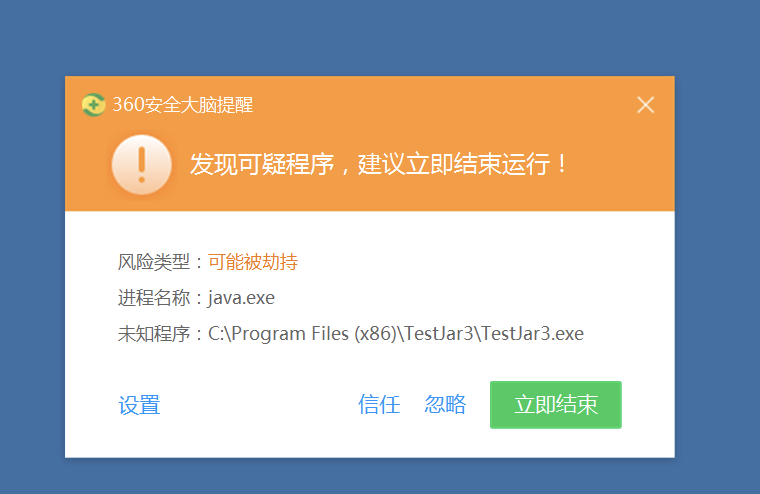 360安全大脑提醒
发现可疑程序，建议立即结束运行！
风险类型：可能被劫持
进程名称：java.exe
未知程序：C:\Program Files (x86)\TestJar3\TestJar3.exe
设置 信任 忽略 立即结束